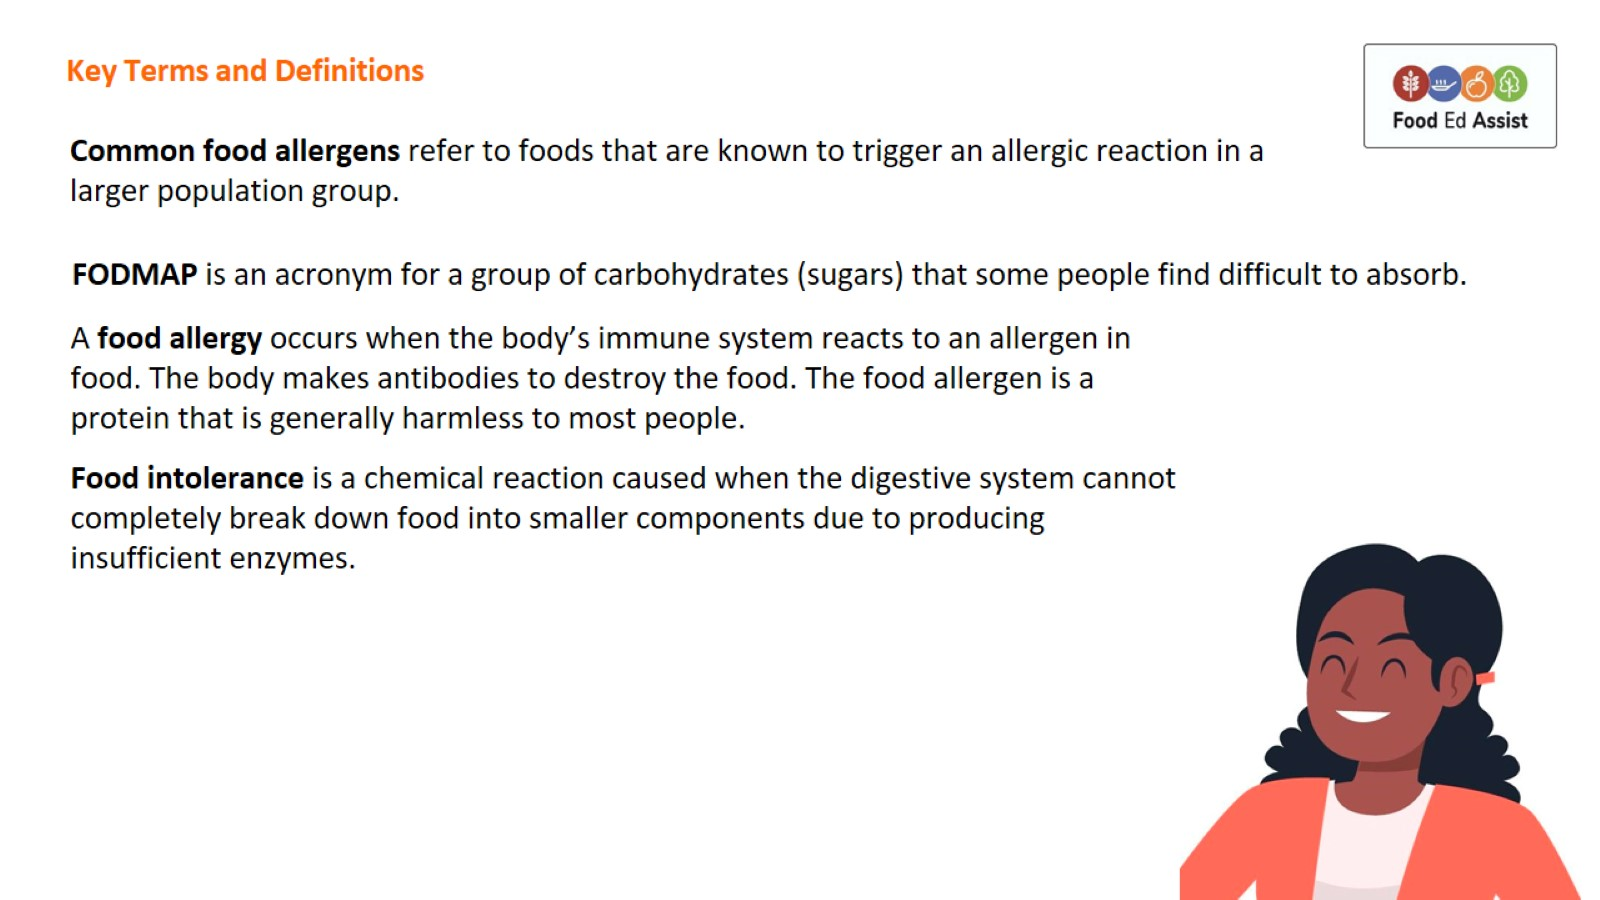 Key Terms and Definitions
Food Ed Assist
Common food allergens refer to foods that are known to trigger an allergic reaction in a
larger population group.
FODMAP is an acronym for a group of carbohydrates (sugars) that some people find difficult to absorb.
A food allergy occurs when the body’s immune system reacts to an allergen in
food. The body makes antibodies to destroy the food. The food allergen is a
protein that is generally harmless to most people.
Food intolerance is a chemical reaction caused when the digestive system cannot
completely break down food into smaller components due to producing
insufficient enzymes.